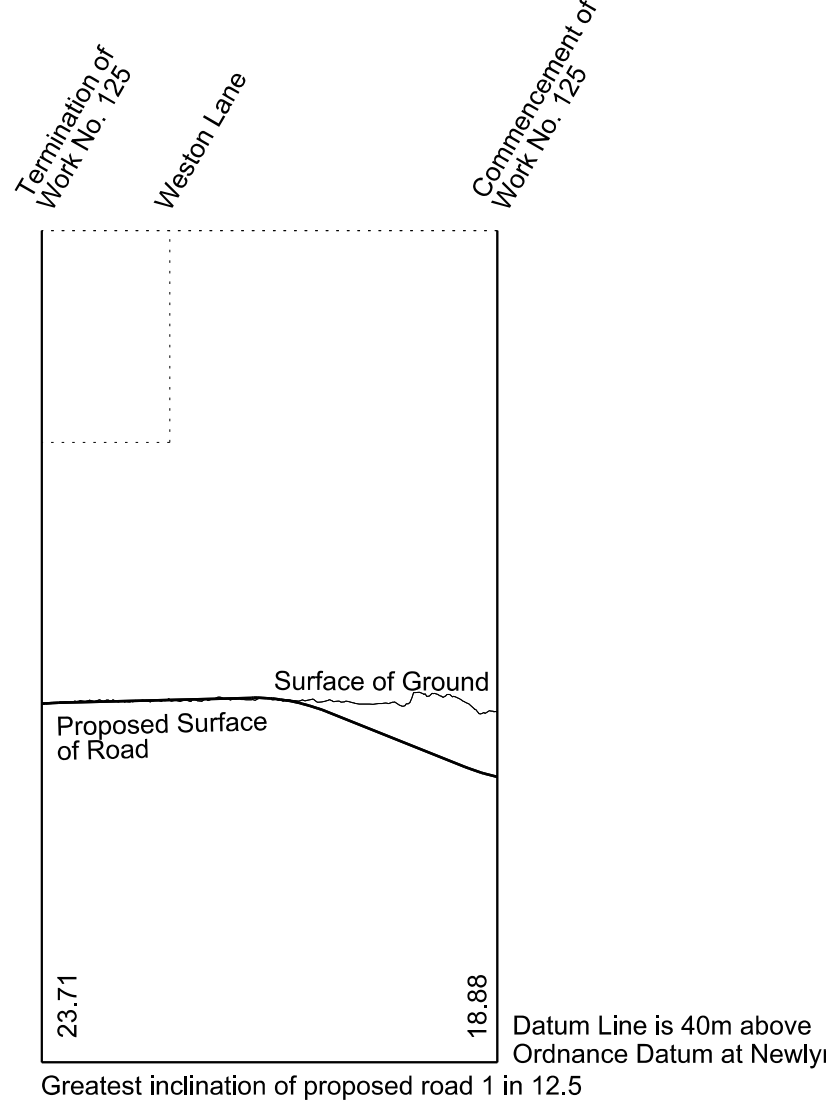 Termination of
Work No. 125
Weston Lane
Commencement of
Work No. 125
Surface of Ground
Proposed Surface
of Road
23.71
18.88
Datum Line is 40m above
Ordnance Datum at Newlyn
Greatest inclination of proposed road 1 in 12.5